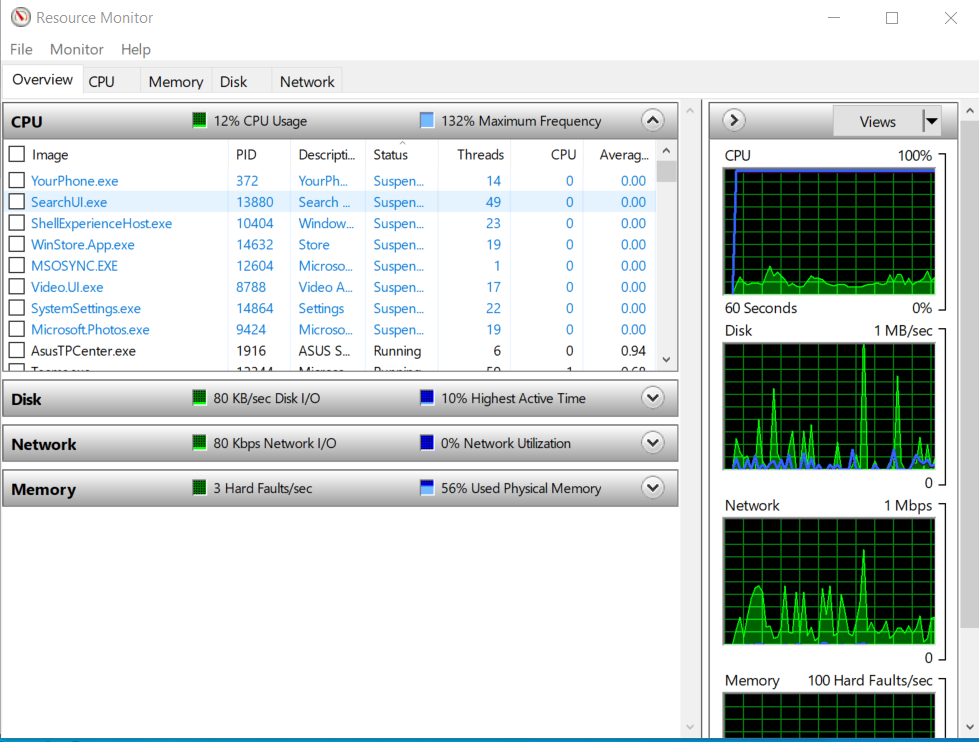 Resource Monitor
File Monitor Help
Overview CPU Memory Disk Network
CPU 12% CPU Usage 132% Maximum Frequency
Image PID Descripti... Status Threads CPU Averag...
YourPhone.exe 372 YourPh... Suspen... 14 0 0.00
SearchUI.exe 13880 Search ... Suspen... 49 0 0.00
ShellExperienceHost.exe 10404 Window... Suspen... 23 0 0.00
WinStore.App.exe 14632 Store Suspen... 19 0 0.00
MSOSYNC.EXE 12604 Microso... Suspen... 1 0 0.00
Video.UI.exe 8788 Video A... Suspen... 17 0 0.00
SystemSettings.exe 14864 Settings Suspen... 22 0 0.00
Microsoft.Photos.exe 9424 Microso... Suspen... 19 0 0.00
AsusTPCenter.exe 1916 ASUS S... Running 6 0 0.94
Disk 80 KB/sec Disk I/O 10% Highest Active Time
Network 80 Kbps Network I/O 0% Network Utilization
Memory 3 Hard Faults/sec 56% Used Physical Memory
Views
CPU 100%
60 Seconds 0%
Disk 1 MB/sec
0
Network 1 Mbps
0
Memory 100 Hard Faults/sec